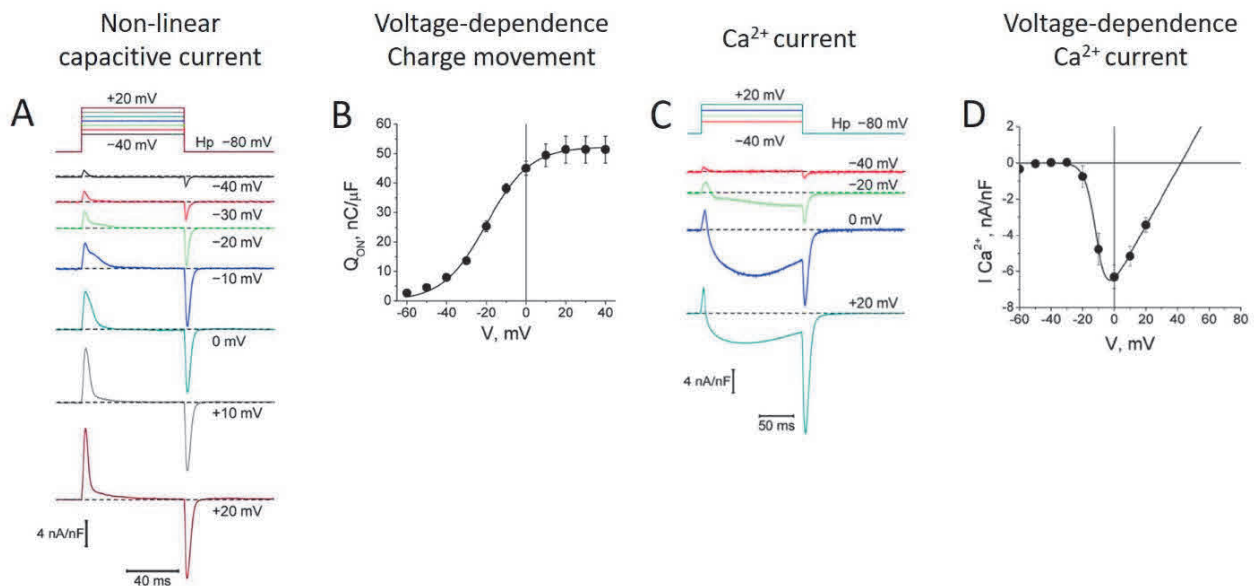 Non-linear
capacitive current
Voltage-dependence
Charge movement
Ca²⁺ current
Voltage-dependence
Ca²⁺ current
A
+20 mV
Hp −80 mV
−40 mV
−40 mV
−30 mV
−20 mV
−10 mV
0 mV
+10 mV
+20 mV
4 nA/nF
40 ms
B
Q_ON, nC/μF
60
50
40
30
20
10
0
-60 -40 -20 0 20 40
V, mV
C
+20 mV
Hp −80 mV
−40 mV
−40 mV
−20 mV
0 mV
+20 mV
4 nA/nF
50 ms
D
I Ca²⁺, nA/nF
2
0
-2
-4
-6
-8
-60 -40 -20 0 20 40 60 80
V, mV